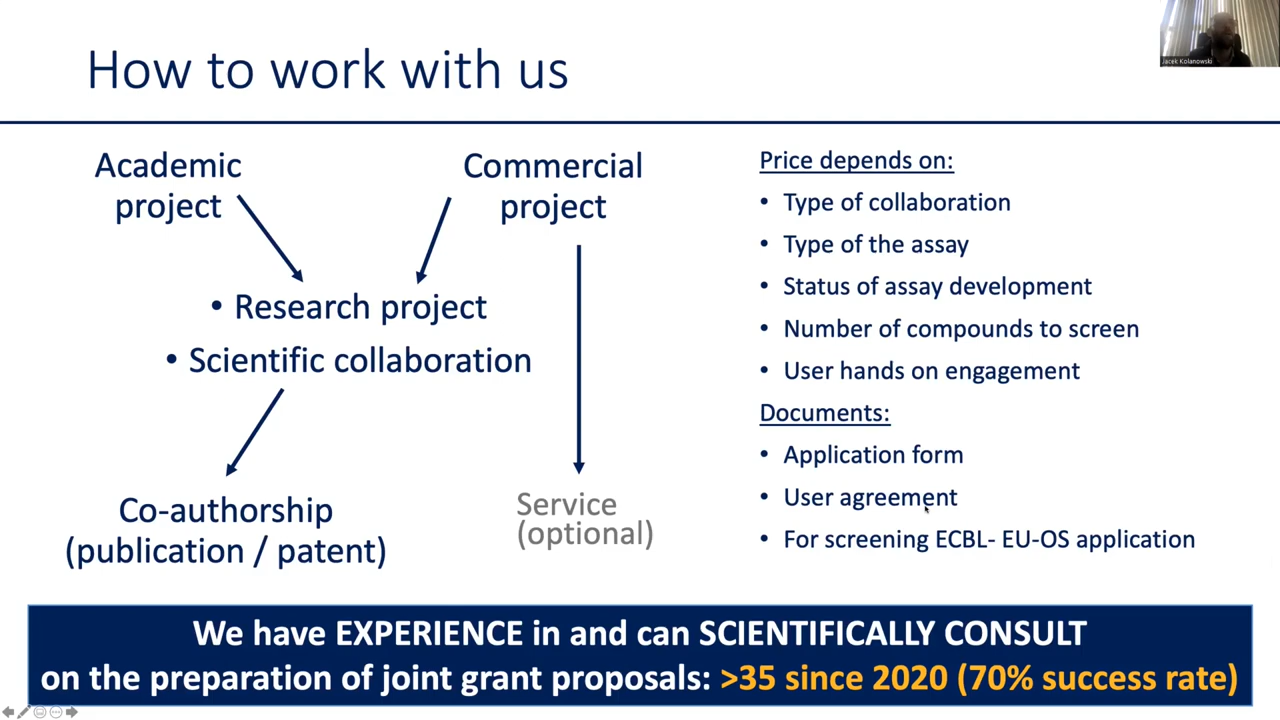 How to work with us
Jacek Kolanowski
Academic
project
Commercial
project
• Research project
• Scientific collaboration
Co-authorship
(publication / patent)
Service
(optional)
Price depends on:
• Type of collaboration
• Type of the assay
• Status of assay development
• Number of compounds to screen
• User hands on engagement
Documents:
• Application form
• User agreement
• For screening ECBL- EU-OS application
We have EXPERIENCE in and can SCIENTIFICALLY CONSULT
on the preparation of joint grant proposals: >35 since 2020 (70% success rate)